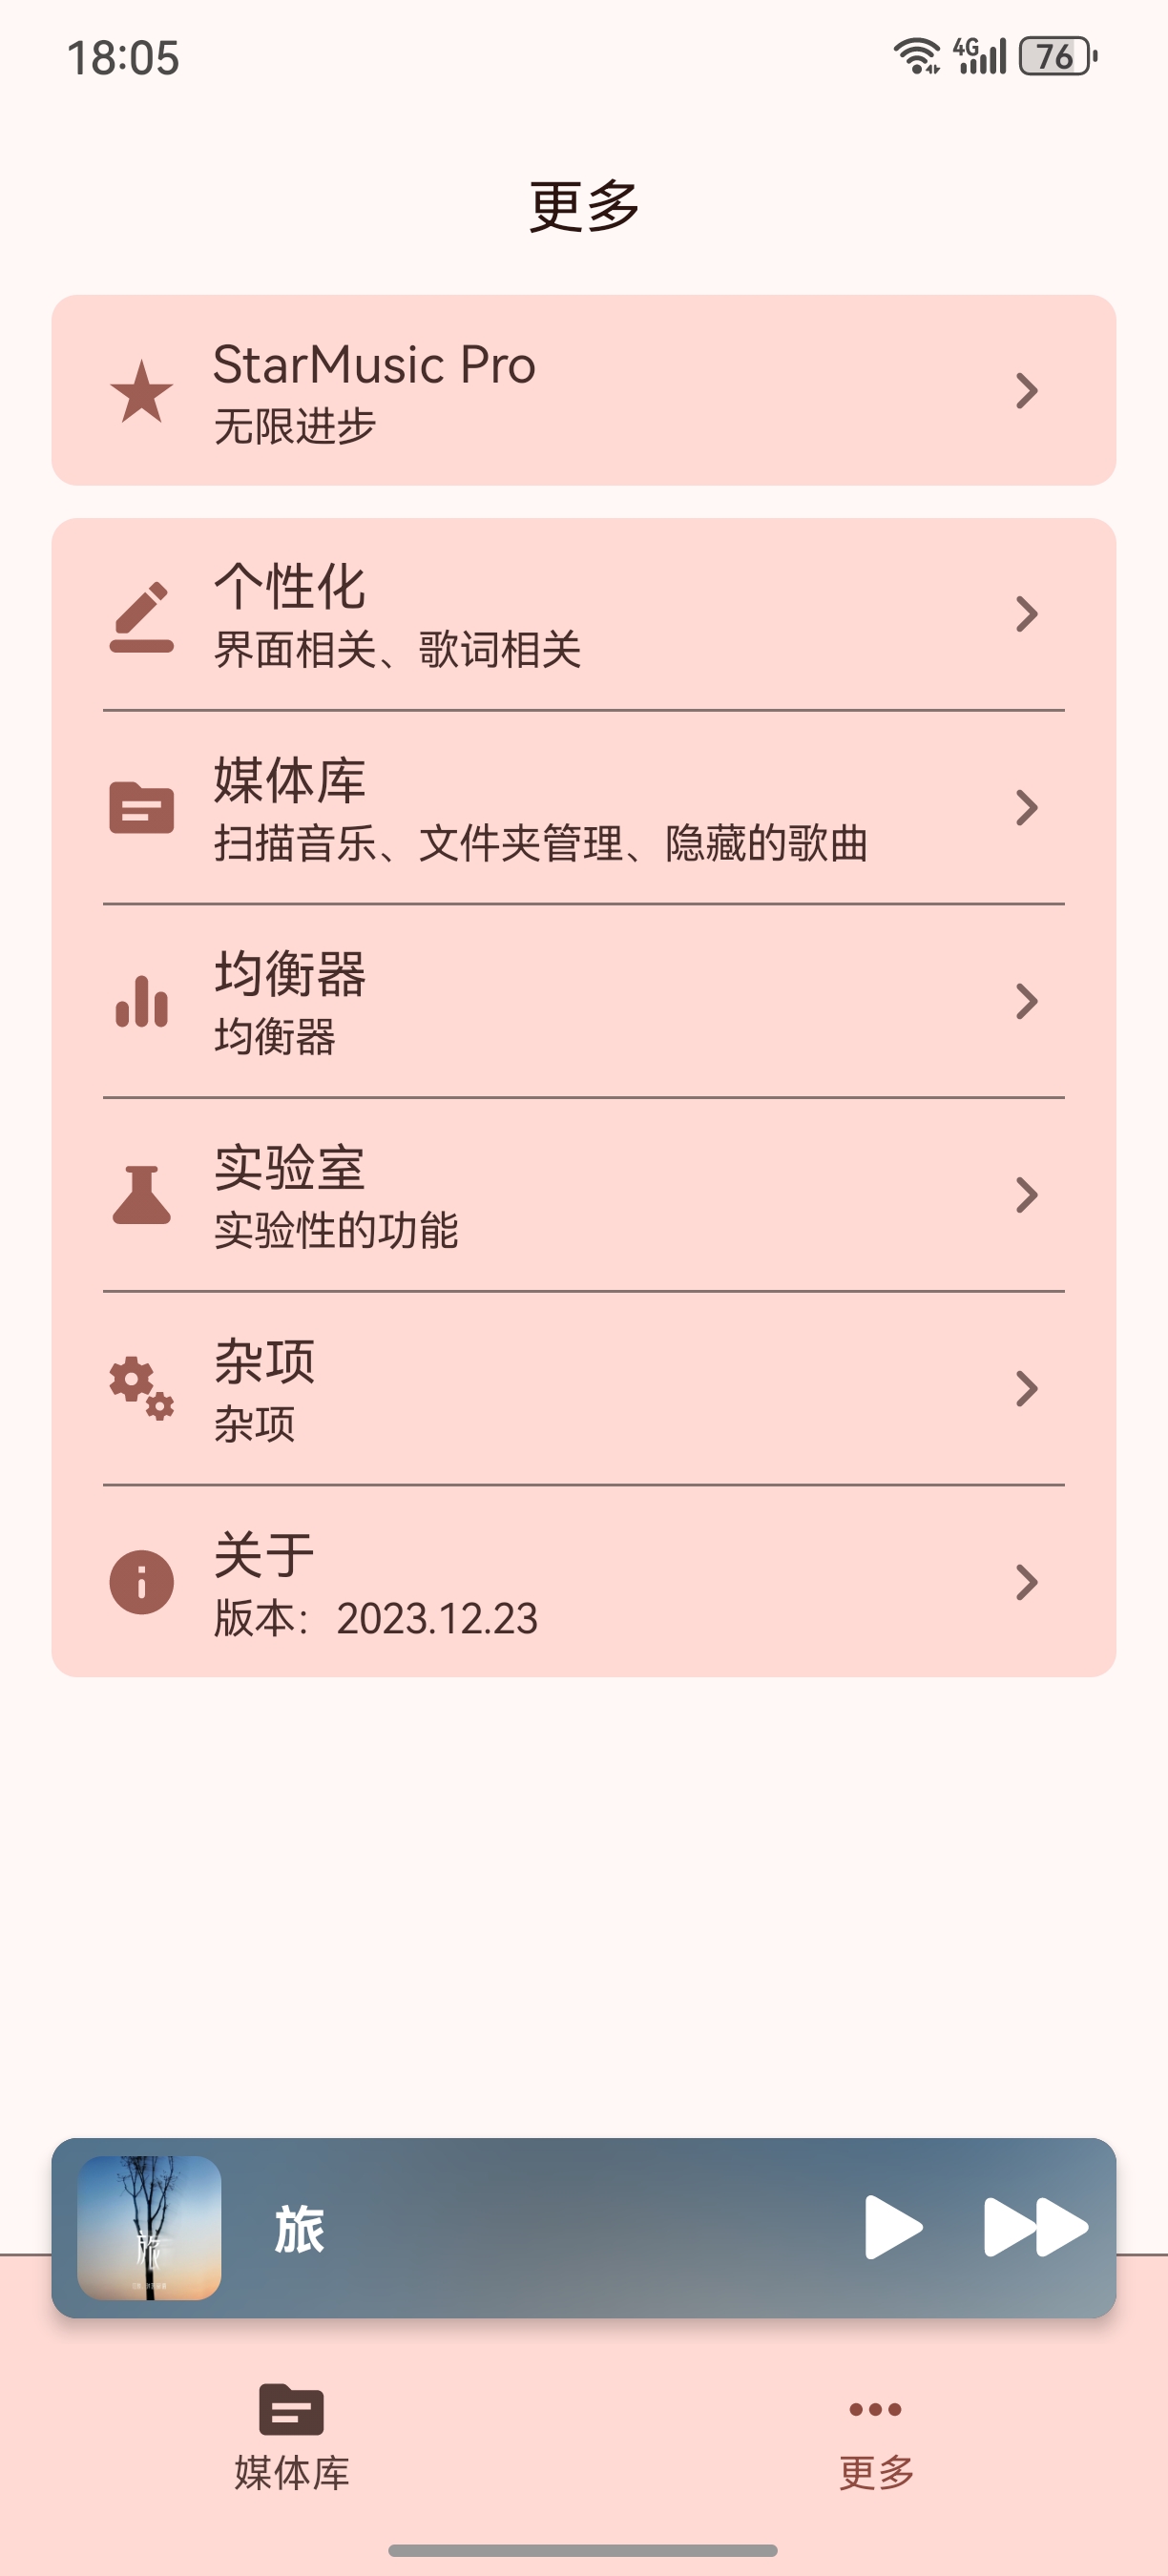 18:05
4G
76
更多
StarMusic Pro
无限进步
个性化
界面相关、歌词相关
媒体库
扫描音乐、文件夹管理、隐藏的歌曲
均衡器
均衡器
实验室
实验性的功能
杂项
杂项
关于
版本：2023.12.23
旅
旅
媒体库
更多